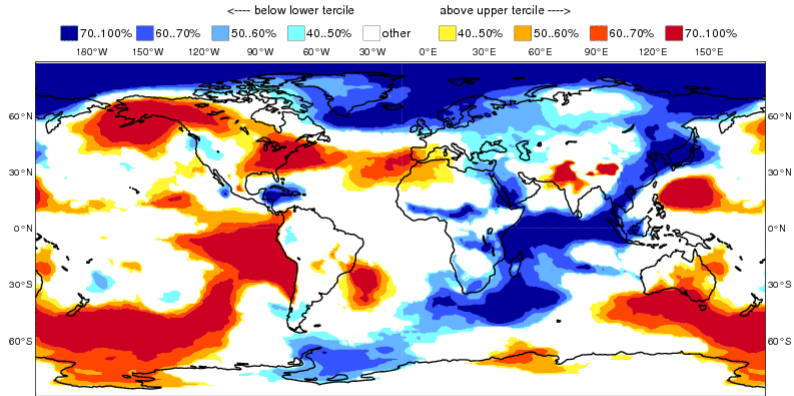 <---- below lower tercile above upper tercile ---->
70..100% 60..70% 50..60% 40..50% other 40..50% 50..60% 60..70% 70..100%
180°W 150°W 120°W 90°W 60°W 30°W 0°E 30°E 60°E 90°E 120°E 150°E
60°N 60°N
30°N 30°N
0°N 0°N
30°S 30°S
60°S 60°S